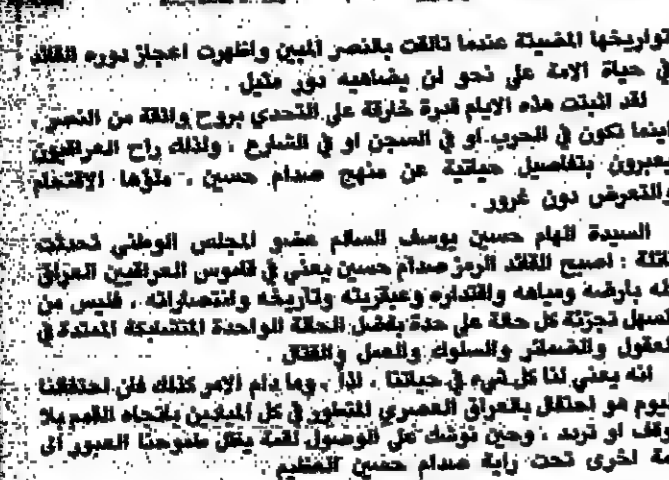 تواريخها المضيئة عندما تالقت بالنصر المبين واظهرت اعجاز دوره القائد
في حياة الامة على نحو لن يضاهيه دور مثيل .
لقد اثبتت هذه الايام قدرة خارقة على التحدي بروح واثقة من النصر ،
اينما تكون في الحرب او في السجن او في الشارع ، ولذلك راح العراقيون
يعبرون بتفاصيل حياتية عن منهج صدام حسين ، ملؤها الاقتحام
والتعرض دون غرور .
السيدة الهام حسين يوسف السالم عضو المجلس الوطني تحدثت
قائلة : اصبح القائد الرمز صدام حسين يعني في قاموس العراقيين العراق
كله بارضه ومياهه واقتداره وعبقريته وتاريخه وانتصاراته ، فليس من
السهل تجزئة كل حالة على حدة بفضل الحالة الواحدة المتشابكة الممتدة في
العقول والضمائر والسلوك والعمل والقتال .
انه يعني لنا كل شيء في حياتنا ، لذا ، وما دام الامر كذلك فان احتفالنا
اليوم هو احتفال بالعراق العصري المتطور في كل الميادين باتجاه القمم بلا
توقف او تردد ، وحين نوشك على الوصول لقمة يظل طموحنا العبور الى
قمة اخرى تحت راية صدام حسين العظيم .